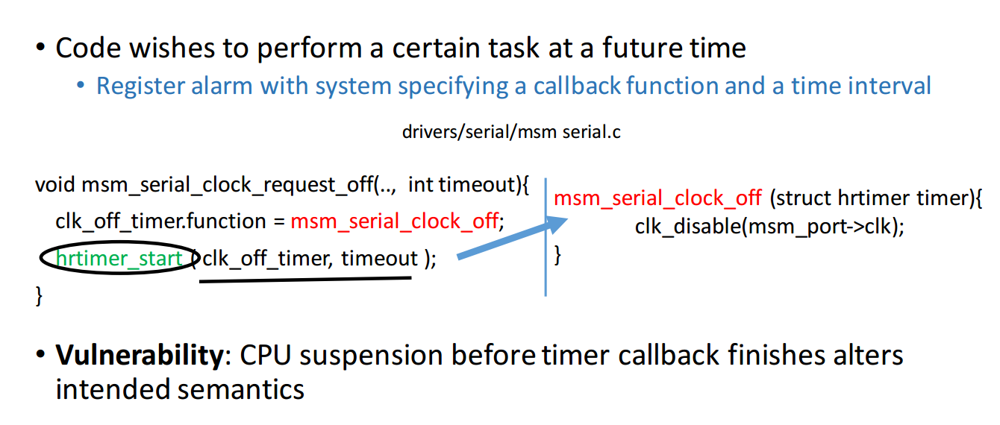 • Code wishes to perform a certain task at a future time
• Register alarm with system specifying a callback function and a time interval
drivers/serial/msm serial.c
void msm_serial_clock_request_off(.., int timeout){
clk_off_timer.function = msm_serial_clock_off;
hrtimer_start ( clk_off_timer, timeout );
}
msm_serial_clock_off (struct hrtimer timer){
clk_disable(msm_port->clk);
}
• Vulnerability: CPU suspension before timer callback finishes alters
intended semantics